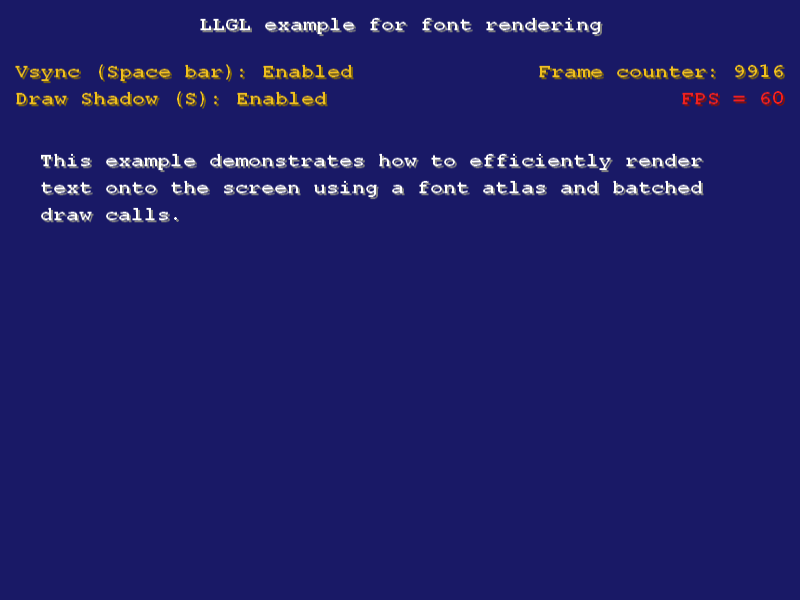 LLGL example for font rendering
Vsync (Space bar): Enabled Frame counter: 9916
Draw Shadow (S): Enabled FPS = 60
This example demonstrates how to efficiently render
text onto the screen using a font atlas and batched
draw calls.